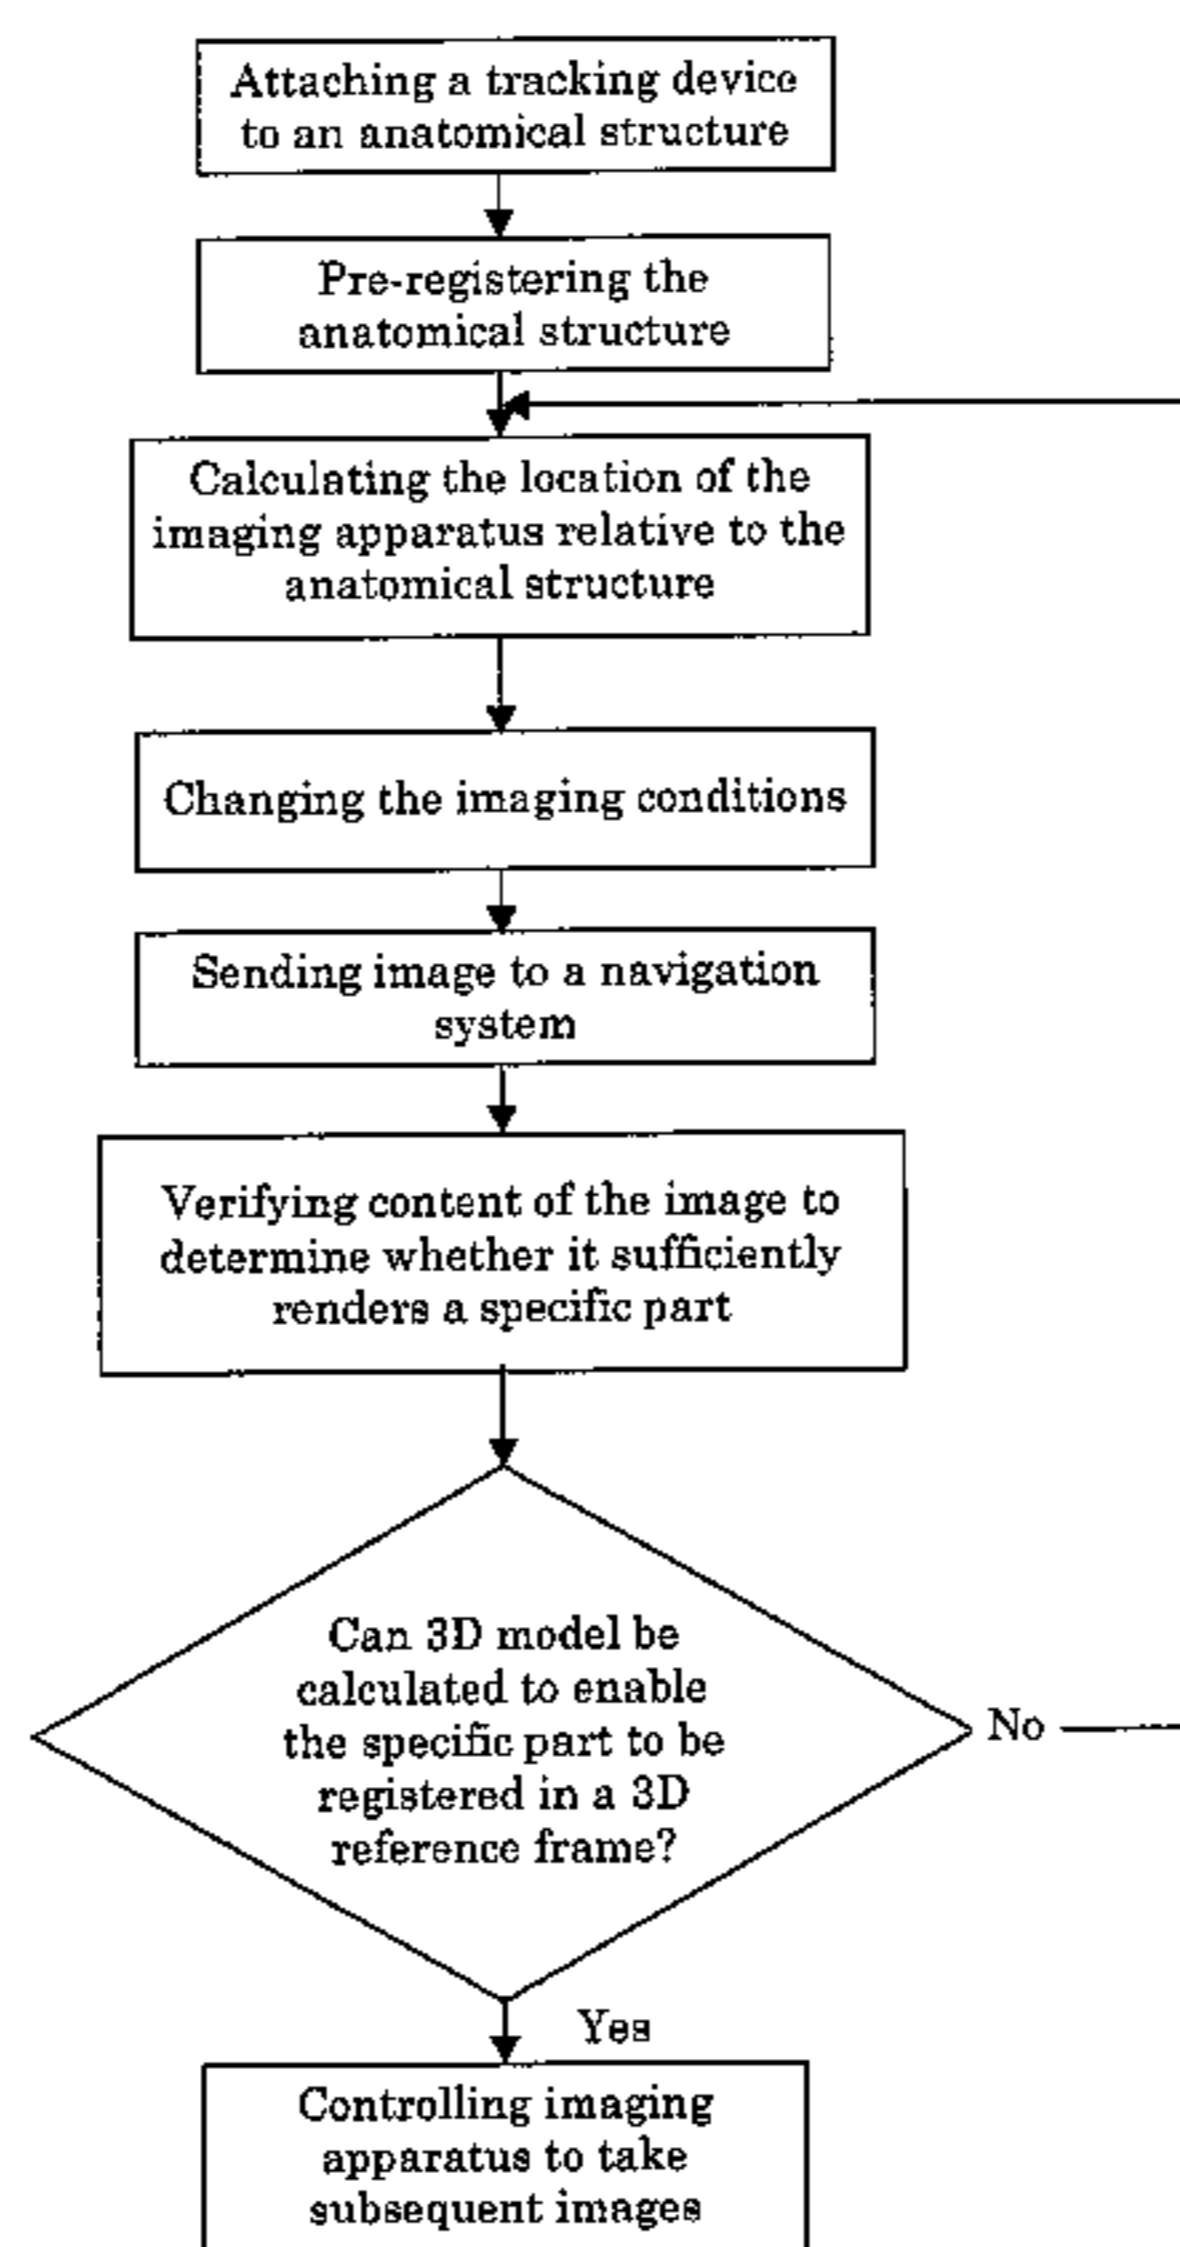 Attaching a tracking device
to an anatomical structure
Pre-registering the
anatomical structure
Calculating the location of the
imaging apparatus relative to the
anatomical structure
Changing the imaging conditions
Sending image to a navigation
system
Verifying content of the image to
determine whether it sufficiently
renders a specific part
Can 3D model be
calculated to enable
the specific part to be
registered in a 3D
reference frame?
No
Yes
Controlling imaging
apparatus to take
subsequent images